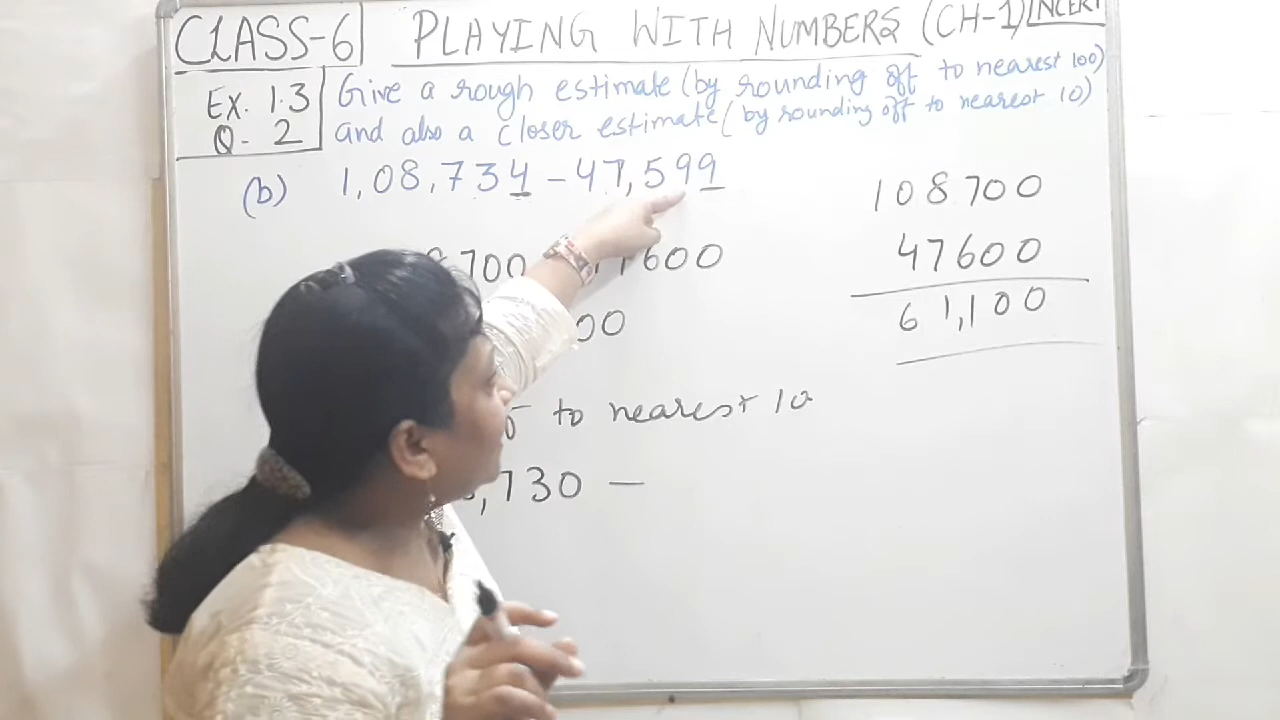 CLASS-6 PLAYING WITH NUMBERS (CH-1) NCERT
EX. 1.3 Give a rough estimate (by rounding off to nearest 100)
Q-2 and also a closer estimate (by rounding off to nearest 10)
(b) 1,08,734 - 47,599
700 600
00
to nearest 10
,730 -
108700
47600
61,100